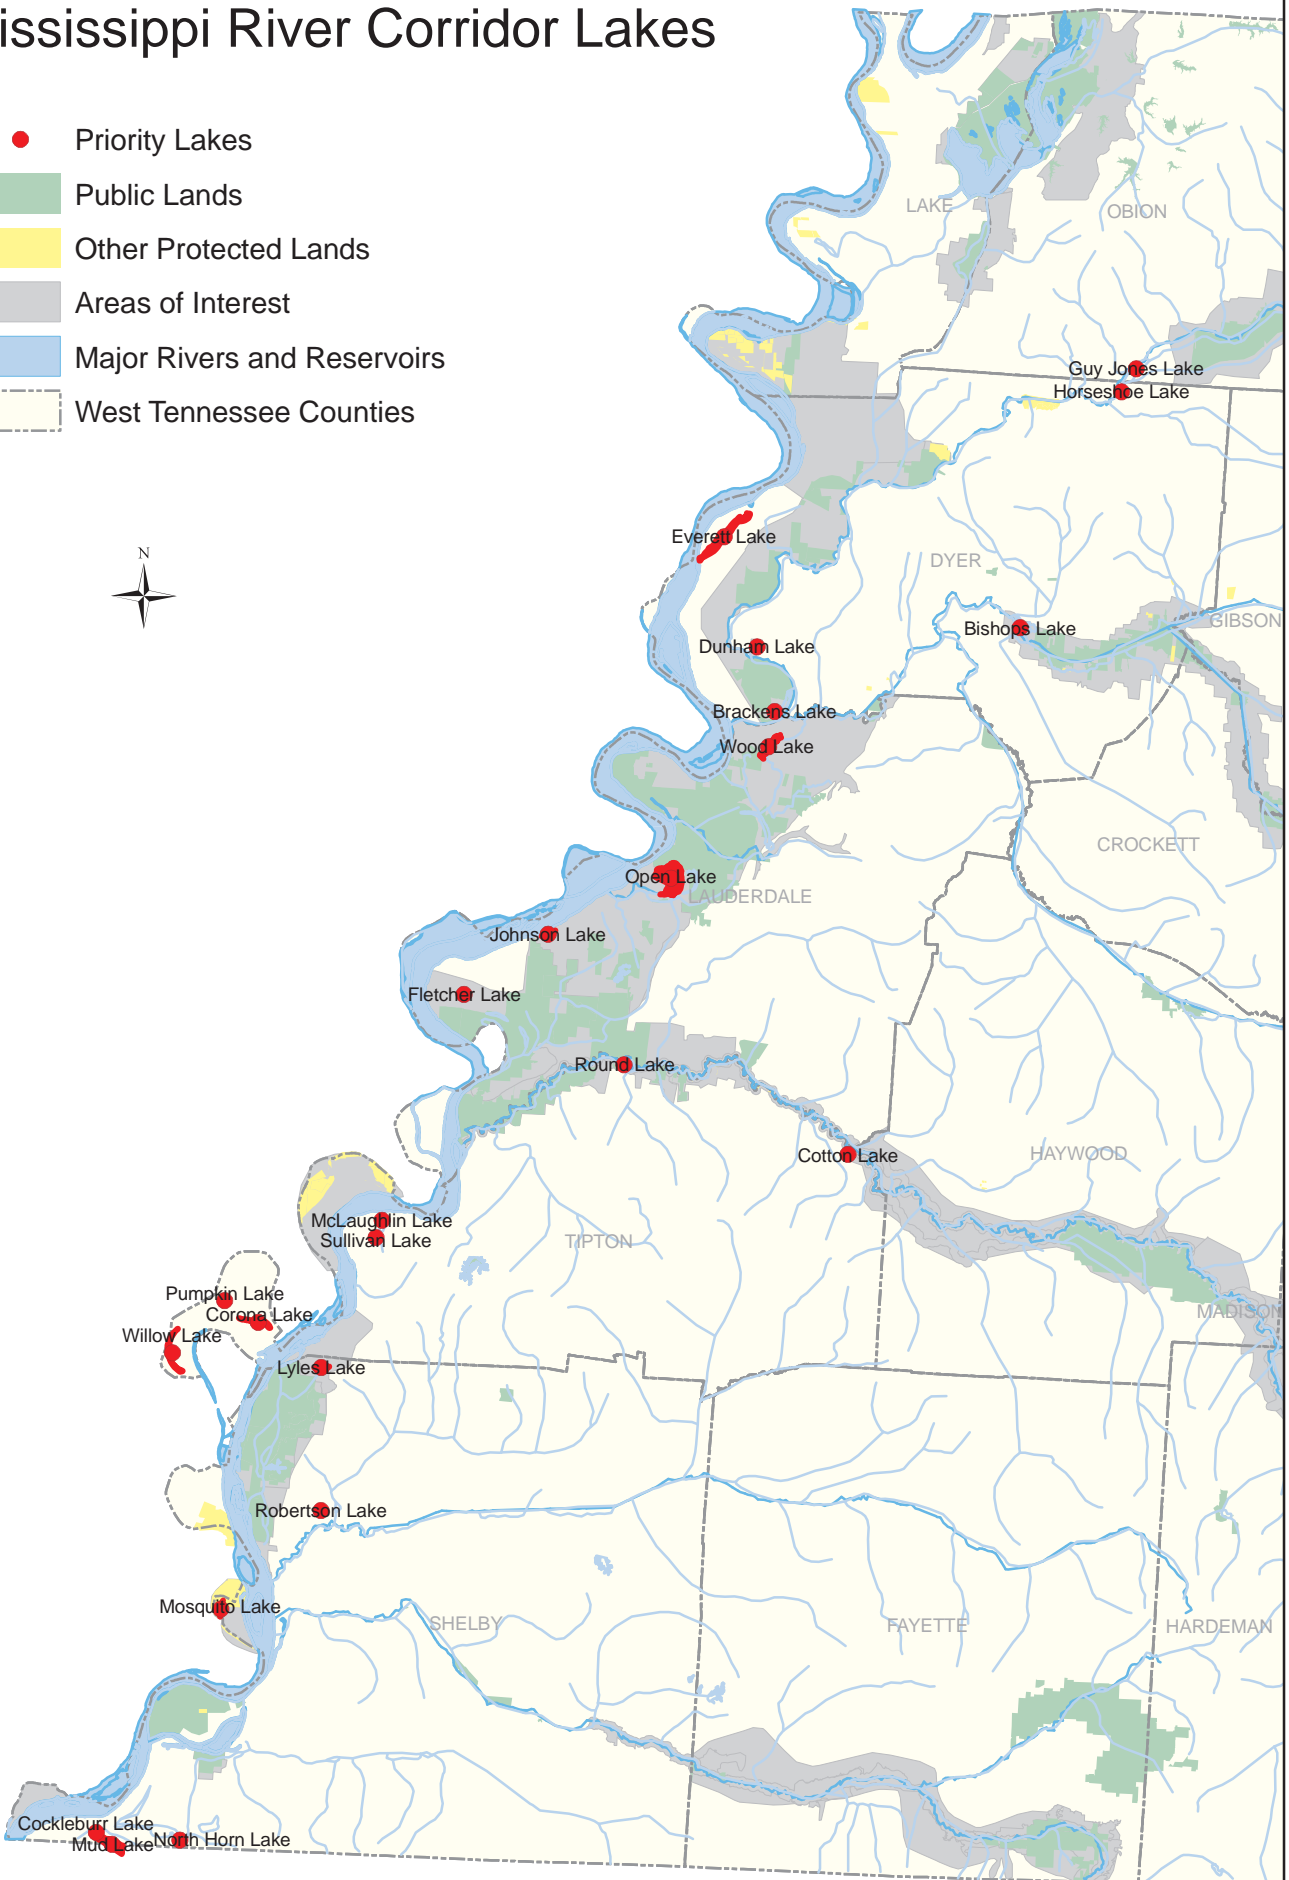 ississippi River Corridor Lakes
Priority Lakes
Public Lands
Other Protected Lands
Areas of Interest
Major Rivers and Reservoirs
West Tennessee Counties
N
LAKE
OBION
Guy Jones Lake
Horseshoe Lake
Everett Lake
DYER
GIBSON
Bishops Lake
Dunham Lake
Brackens Lake
Wood Lake
CROCKETT
Open Lake
LAUDERDALE
Johnson Lake
Fletcher Lake
Round Lake
Cotton Lake
HAYWOOD
McLaughlin Lake
Sullivan Lake
TIPTON
Pumpkin Lake
Corona Lake
MADISON
Willow Lake
Lyles Lake
Robertson Lake
Mosquito Lake
SHELBY
FAYETTE
HARDEMAN
Cockleburr Lake
Mud Lake
North Horn Lake